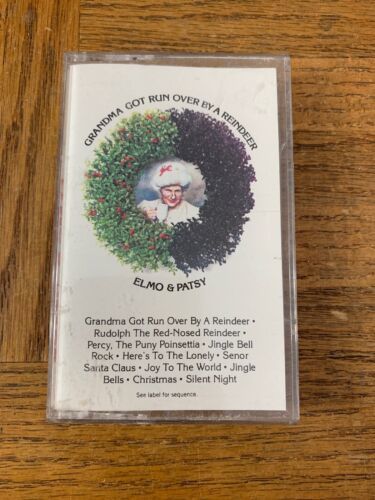 GRANDMA GOT RUN OVER BY A REINDEER
ELMO & PATSY
Grandma Got Run Over By A Reindeer •
Rudolph The Red-Nosed Reindeer •
Percy, The Puny Poinsettia • Jingle Bell
Rock • Here's To The Lonely • Senor
Santa Claus • Joy To The World • Jingle
Bells • Christmas • Silent Night
See label for sequence.